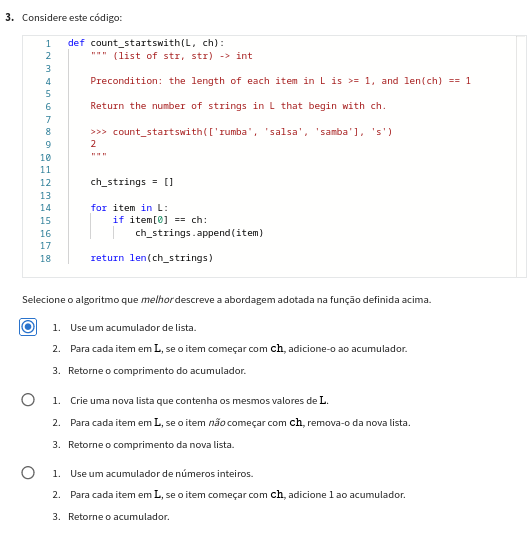 3. Considere este código:
1 def count_startswith(L, ch):
2 """ (list of str, str) -> int
3
4 Precondition: the length of each item in L is >= 1, and len(ch) == 1
5
6 Return the number of strings in L that begin with ch.
7
8 >>> count_startswith(['rumba', 'salsa', 'samba'], 's')
9 2
10 """
11
12 ch_strings = []
13
14 for item in L:
15 if item[0] == ch:
16 ch_strings.append(item)
17
18 return len(ch_strings)
Selecione o algoritmo que melhor descreve a abordagem adotada na função definida acima.
1. Use um acumulador de lista.
2. Para cada item em L, se o item começar com ch, adicione-o ao acumulador.
3. Retorne o comprimento do acumulador.
1. Crie uma nova lista que contenha os mesmos valores de L.
2. Para cada item em L, se o item não começar com ch, remova-o da nova lista.
3. Retorne o comprimento da nova lista.
1. Use um acumulador de números inteiros.
2. Para cada item em L, se o item começar com ch, adicione 1 ao acumulador.
3. Retorne o acumulador.